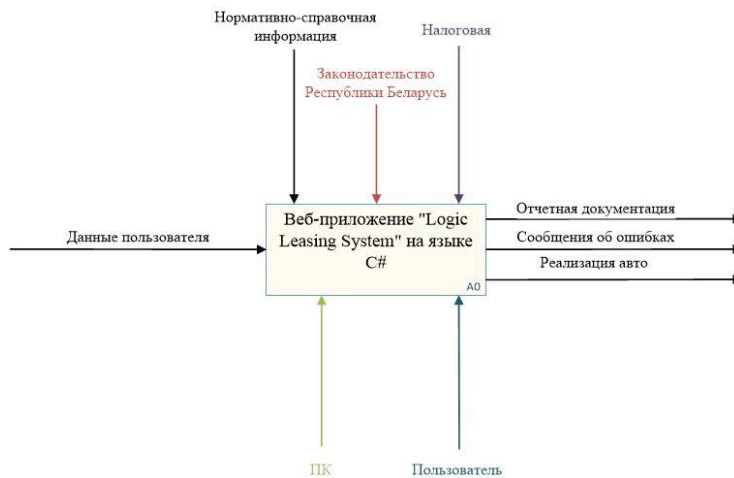 Нормативно-справочная
информация
Налоговая
Законодательство
Республики Беларусь
Данные пользователя
Веб-приложение "Logic
Leasing System" на языке
C#
A0
Отчетная документация
Сообщения об ошибках
Реализация авто
ПК
Пользователь